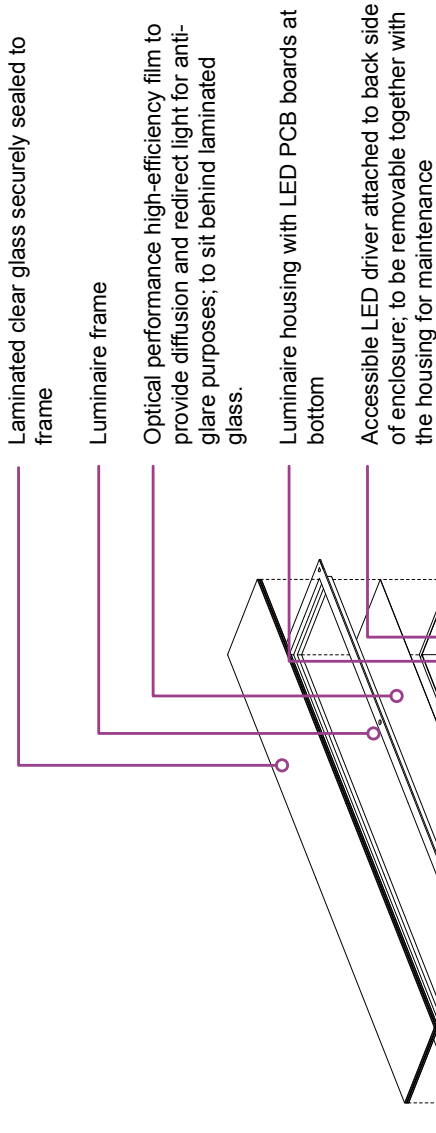 Laminated clear glass securely sealed to
frame
Luminaire frame
Optical performance high-efficiency film to
provide diffusion and redirect light for anti-
glare purposes; to sit behind laminated
glass.
Luminaire housing with LED PCB boards at
bottom
Accessible LED driver attached to back side
of enclosure; to be removable together with
the housing for maintenance